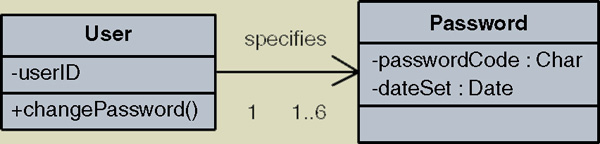 User
-userID
+changePassword()
specifies
1 1..6
Password
-passwordCode : Char
-dateSet : Date